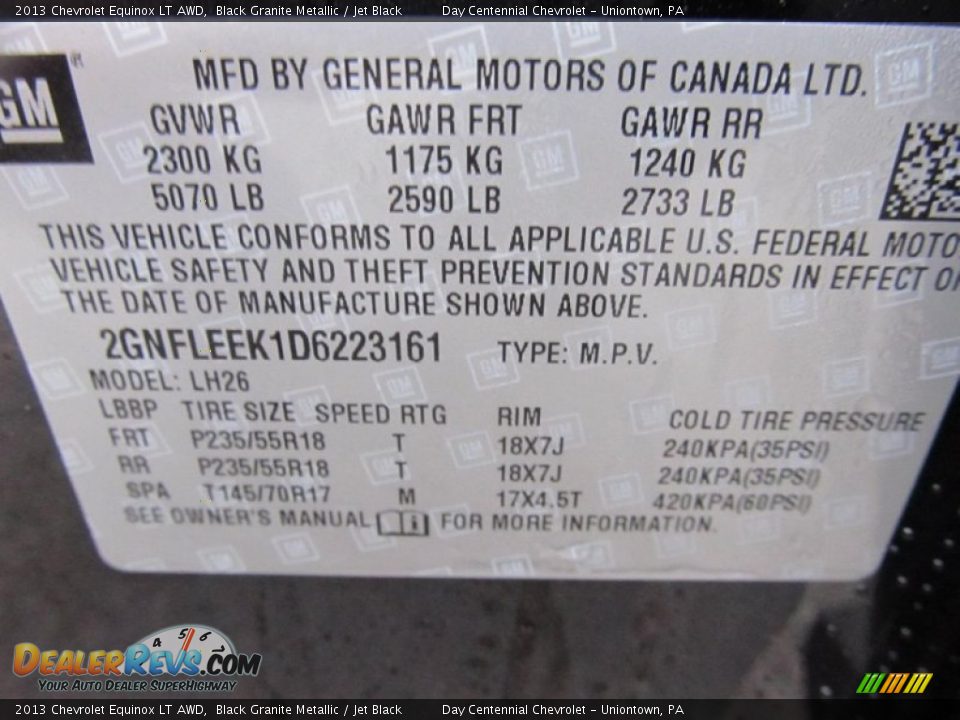 2013 Chevrolet Equinox LT AWD, Black Granite Metallic / Jet Black Day Centennial Chevrolet - Uniontown, PA
GM
MFD BY GENERAL MOTORS OF CANADA LTD.
GVWR GAWR FRT GAWR RR
2300 KG 1175 KG 1240 KG
5070 LB 2590 LB 2733 LB
THIS VEHICLE CONFORMS TO ALL APPLICABLE U.S. FEDERAL MOTO
VEHICLE SAFETY AND THEFT PREVENTION STANDARDS IN EFFECT O
THE DATE OF MANUFACTURE SHOWN ABOVE.
2GNFLEEK1D6223161 TYPE: M.P.V.
MODEL: LH26
LBBP TIRE SIZE SPEED RTG RIM COLD TIRE PRESSURE
FRT P235/55R18 T 18X7J 240KPA(35PSI)
RR P235/55R18 T 18X7J 240KPA(35PSI)
SPA T145/70R17 M 17X4.5T 420KPA(60PSI)
SEE OWNER'S MANUAL i FOR MORE INFORMATION.
4 5 6
DEALERREVS.COM
YOUR AUTO DEALER SUPERHIGHWAY
2013 Chevrolet Equinox LT AWD, Black Granite Metallic / Jet Black Day Centennial Chevrolet - Uniontown, PA